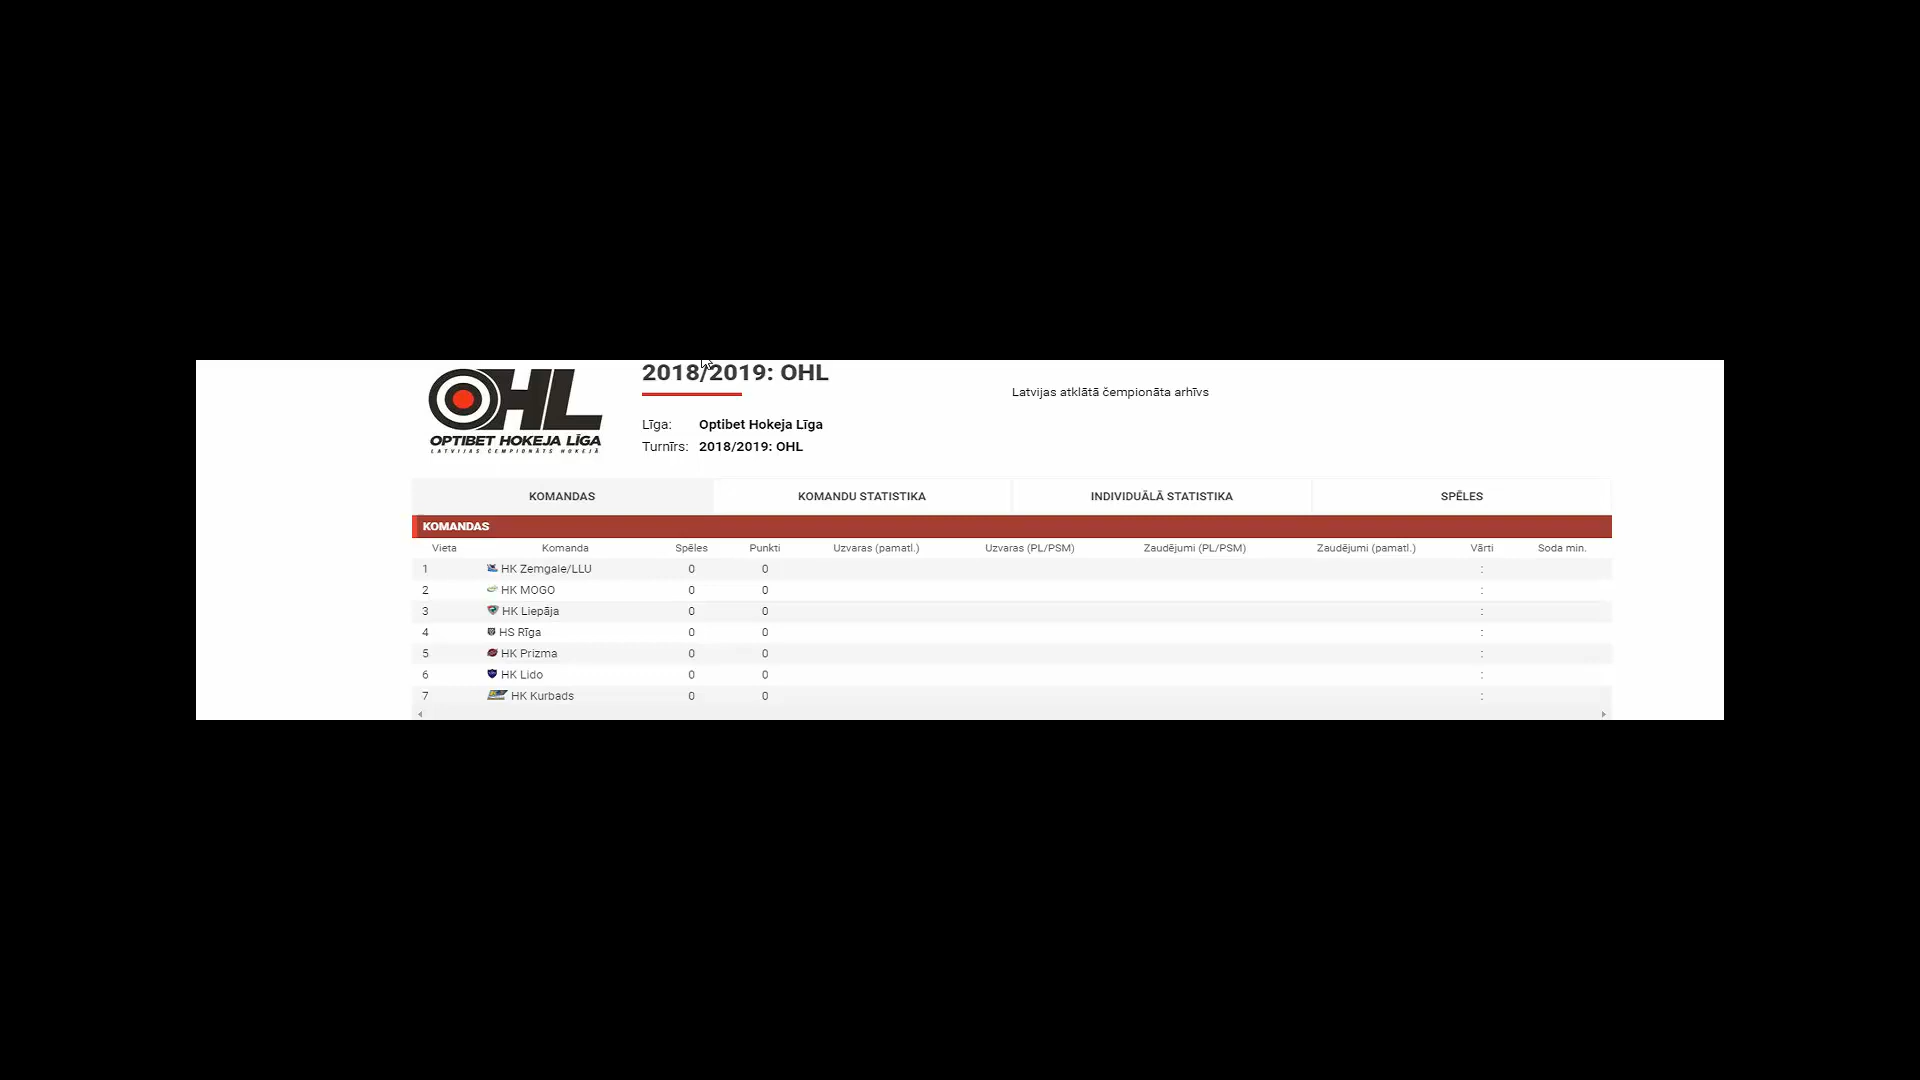 OHL
OPTIBET HOKEJA LĪGA
LATVIJAS ČEMPIONĀTS HOKEJĀ
2018/2019: OHL
Latvijas atklātā čempionāta arhīvs
Līga: Optibet Hokeja Līga
Turnīrs: 2018/2019: OHL
KOMANDAS KOMANDU STATISTIKA INDIVIDUĀLĀ STATISTIKA SPĒLES
KOMANDAS
Vieta Komanda Spēles Punkti Uzvaras (pamatl.) Uzvaras (PL/PSM) Zaudējumi (PL/PSM) Zaudējumi (pamatl.) Vārti Soda min.
1 HK Zemgale/LLU 0 0 :
2 HK MOGO 0 0 :
3 HK Liepāja 0 0 :
4 HS Rīga 0 0 :
5 HK Prizma 0 0 :
6 HK Lido 0 0 :
7 HK Kurbads 0 0 :